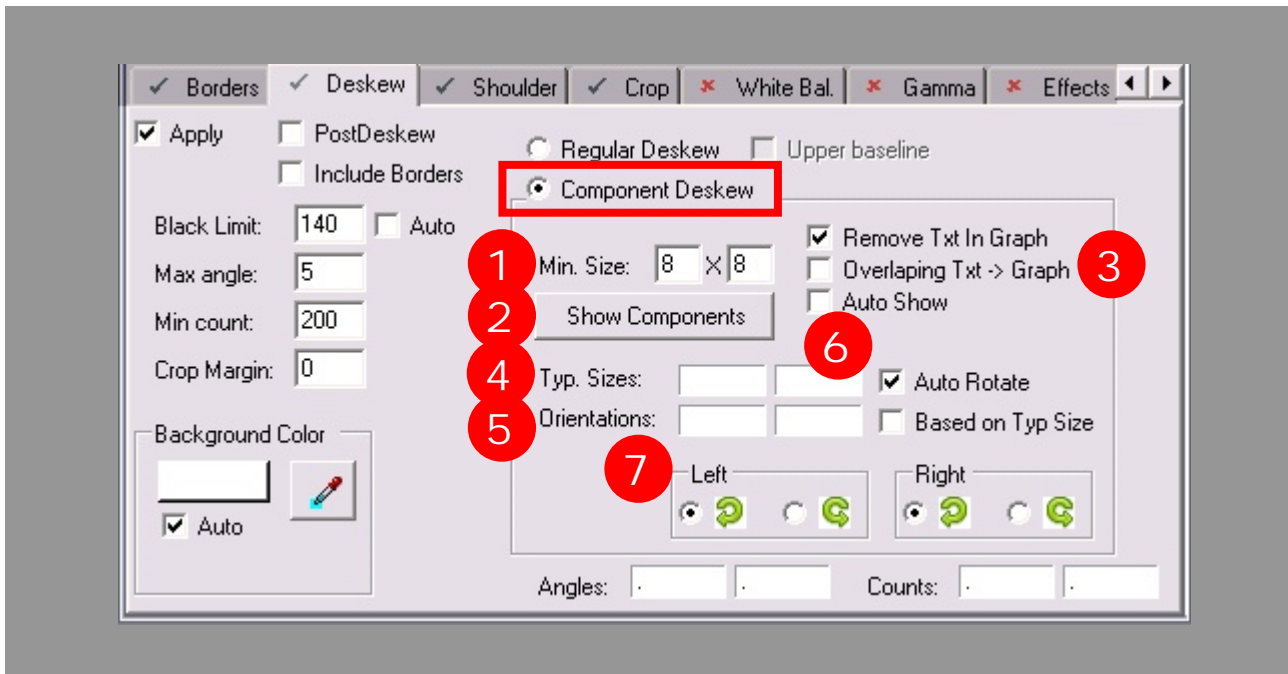 Borders Deskew Shoulder Crop White Bal. Gamma Effects
Apply PostDeskew
Include Borders
Black Limit: 140 Auto
Max angle: 5
Min count: 200
Crop Margin: 0
Background Color
Auto
Regular Deskew Upper baseline
Component Deskew
1 Min. Size: 8 X 8
2 Show Components
Remove Txt In Graph
Overlaping Txt -> Graph 3
Auto Show
6
4 Typ. Sizes: Auto Rotate
5 Orientations: Based on Typ Size
7 Left Right
Angles: . . Counts: . .